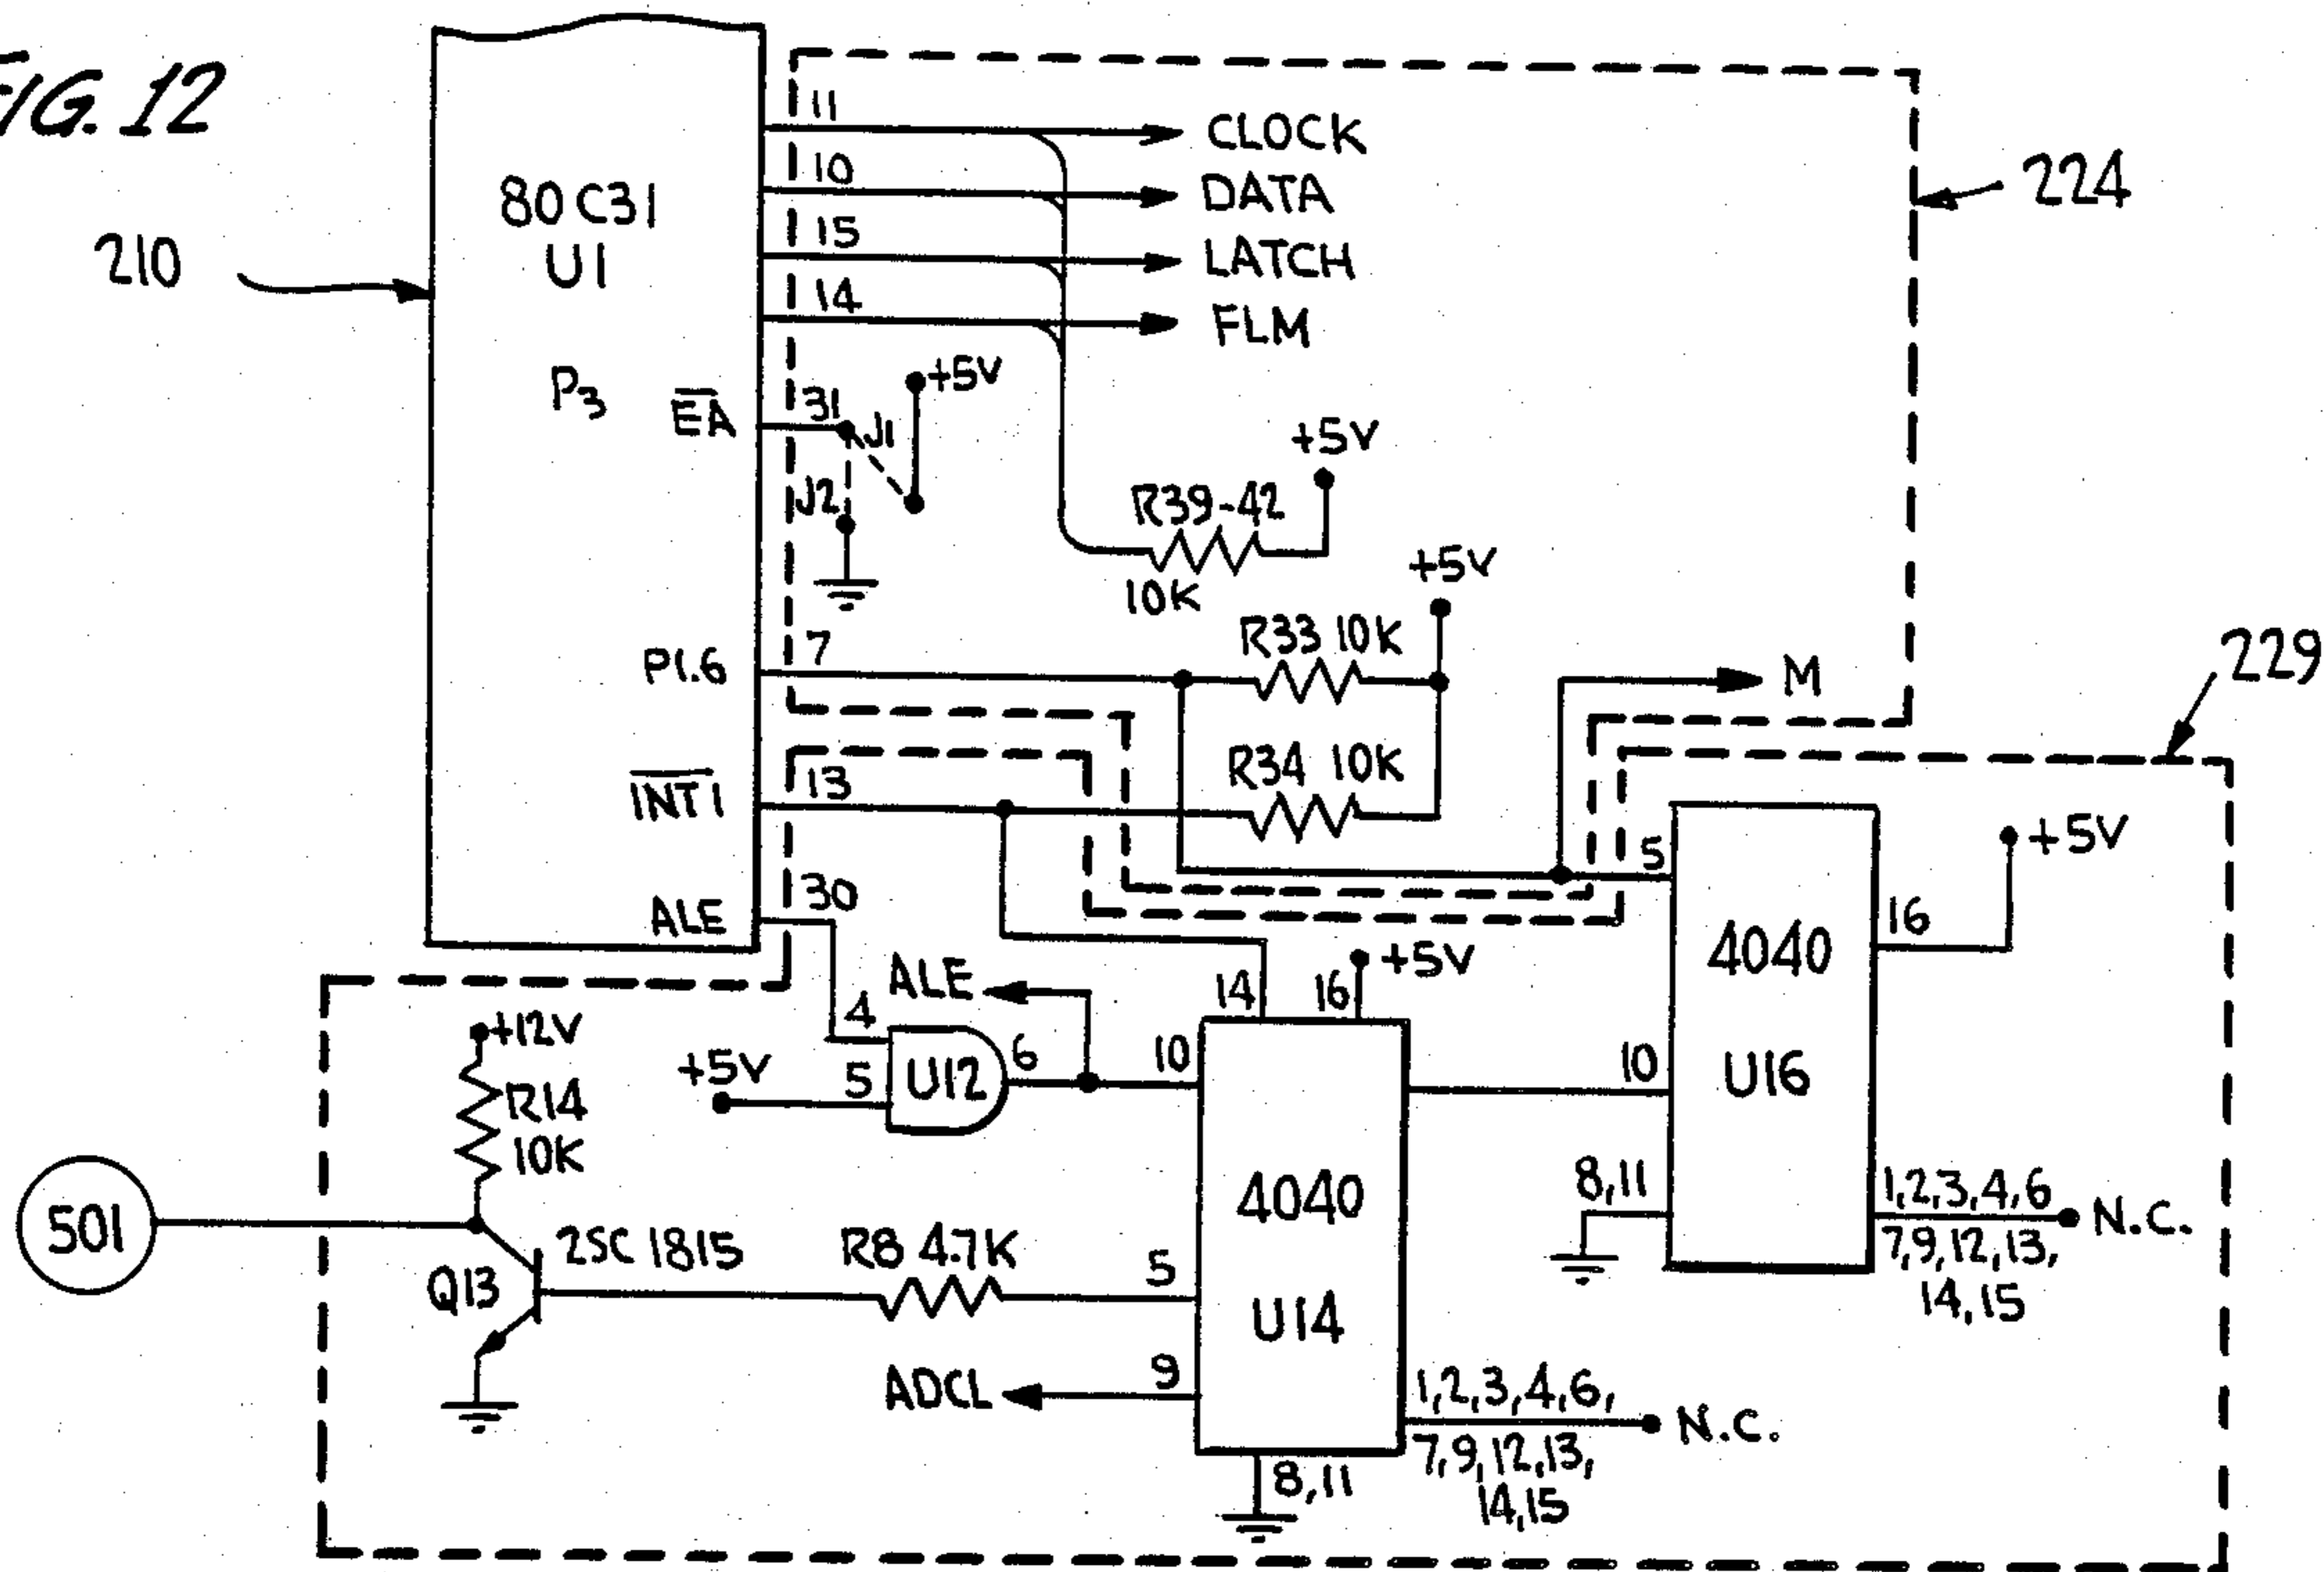 FIG. 12
11
CLOCK
10
DATA
224
80C31
15
LATCH
U1
210
14
FLM
P3
+5V
EA
31
J1
+5V
J2
R39-42
10K
+5V
R33 10K
229
P1.6
7
M
R34 10K
INT1
13
5
+5V
30
ALE
16
4040
ALE
+5V
14
16
+12V
4
6
10
10
U16
+5V
5
U12
R14
10K
8,11
1,2,3,4,6
N.C.
4040
7,9,12,13,
14,15
501
2SC 1815
R8 4.7K
5
Q13
U14
ADCL
9
1,2,3,4,6,
N.C.
7,9,12,13,
8,11
14,15